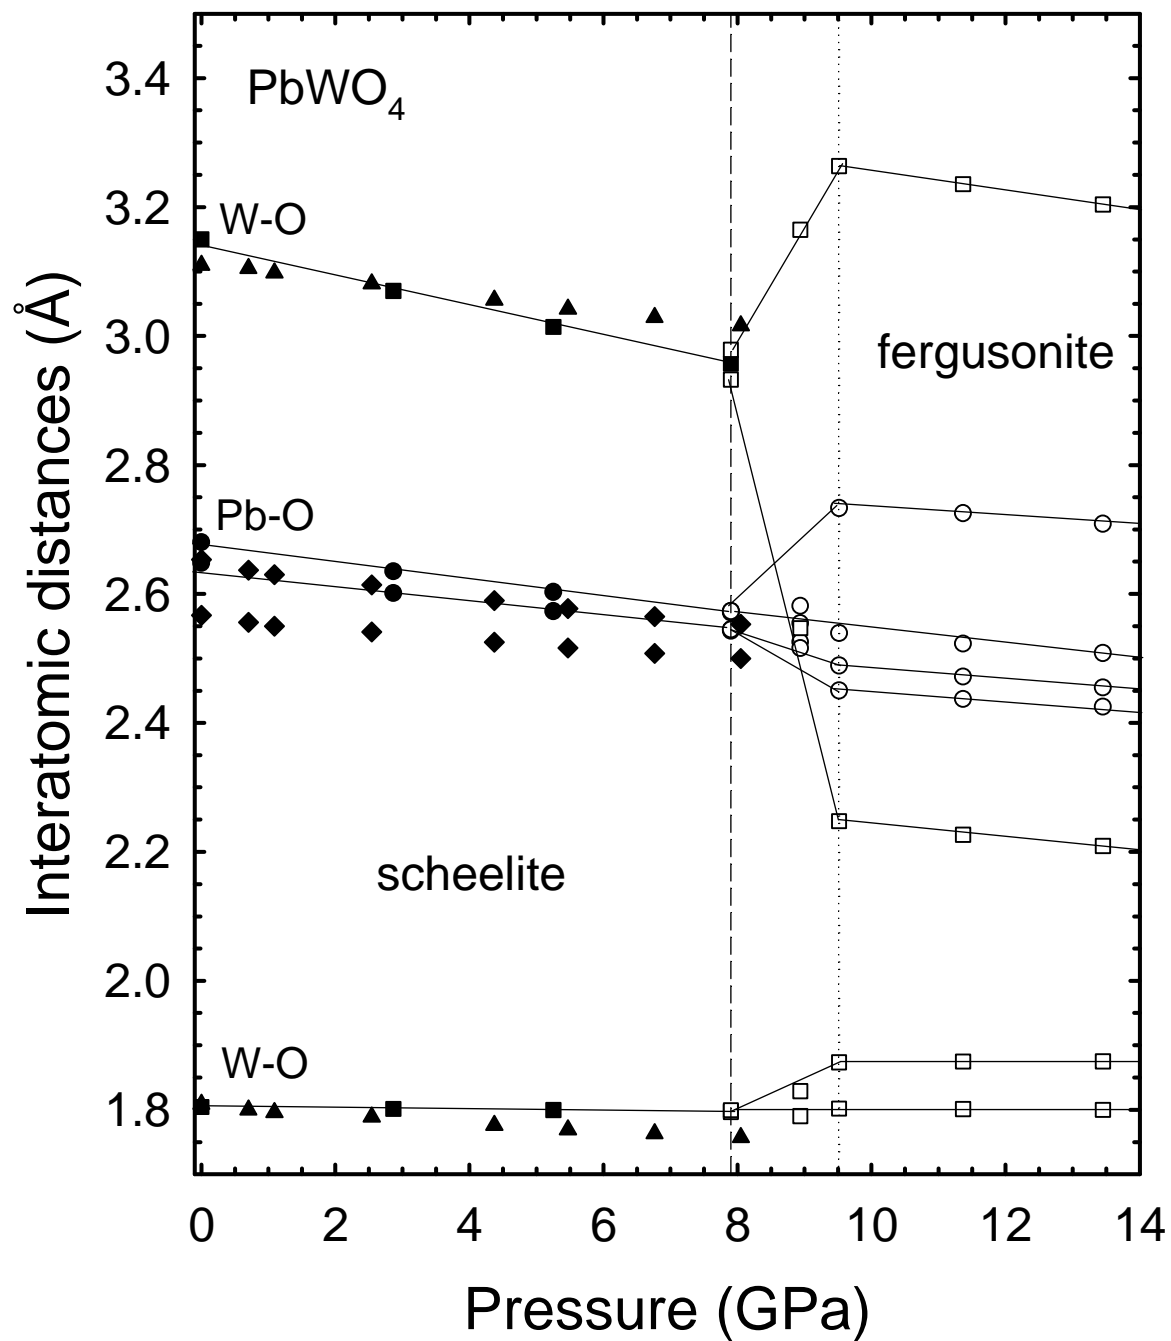 PbWO₄
3.4
3.2
W-O
3.0
fergusonite
2.8
Pb-O
2.6
2.4
2.2
scheelite
2.0
W-O
1.8
Interatomic distances (Å)
0 2 4 6 8 10 12 14
Pressure (GPa)